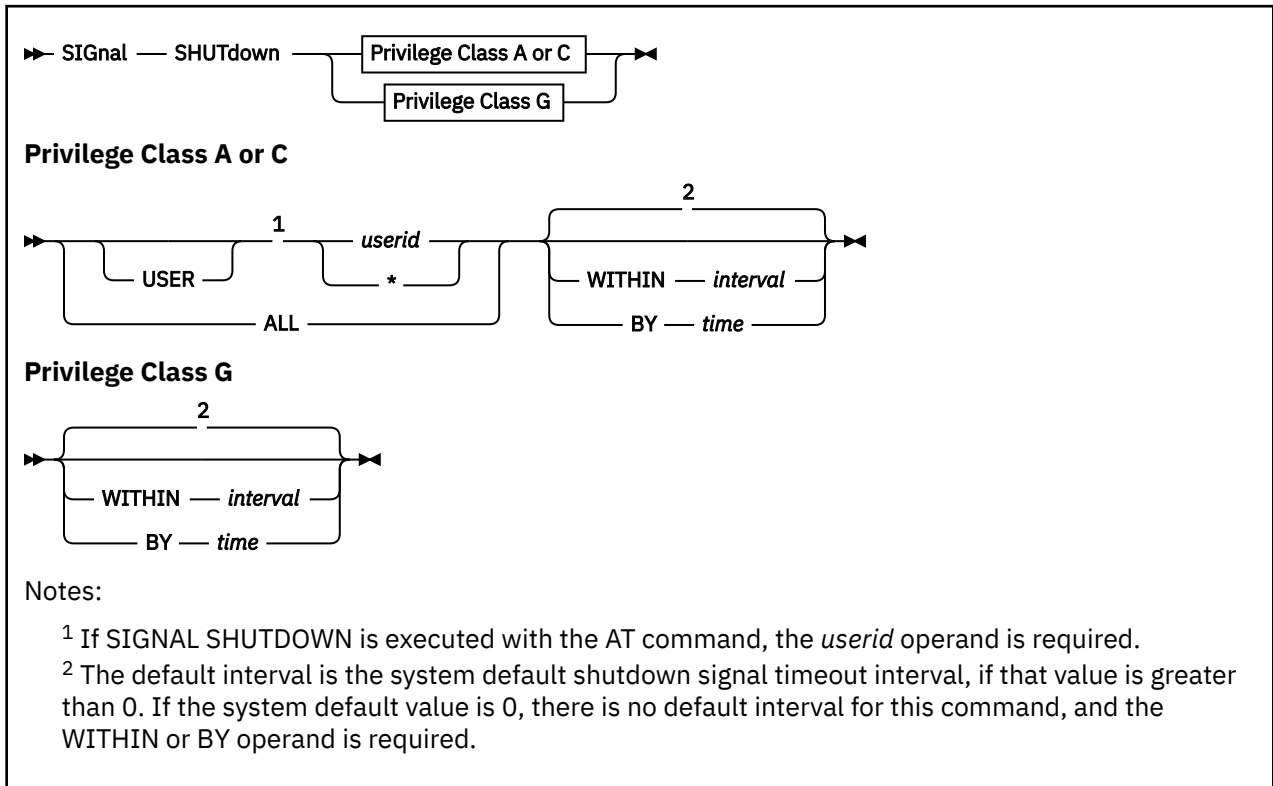 SIGnal SHUTdown Privilege Class A or C
Privilege Class G
Privilege Class A or C
2
1 userid
USER * WITHIN interval
ALL BY time
Privilege Class G
2
WITHIN interval
BY time
Notes:
1 If SIGNAL SHUTDOWN is executed with the AT command, the userid operand is required.
2 The default interval is the system default shutdown signal timeout interval, if that value is greater
than 0. If the system default value is 0, there is no default interval for this command, and the
WITHIN or BY operand is required.